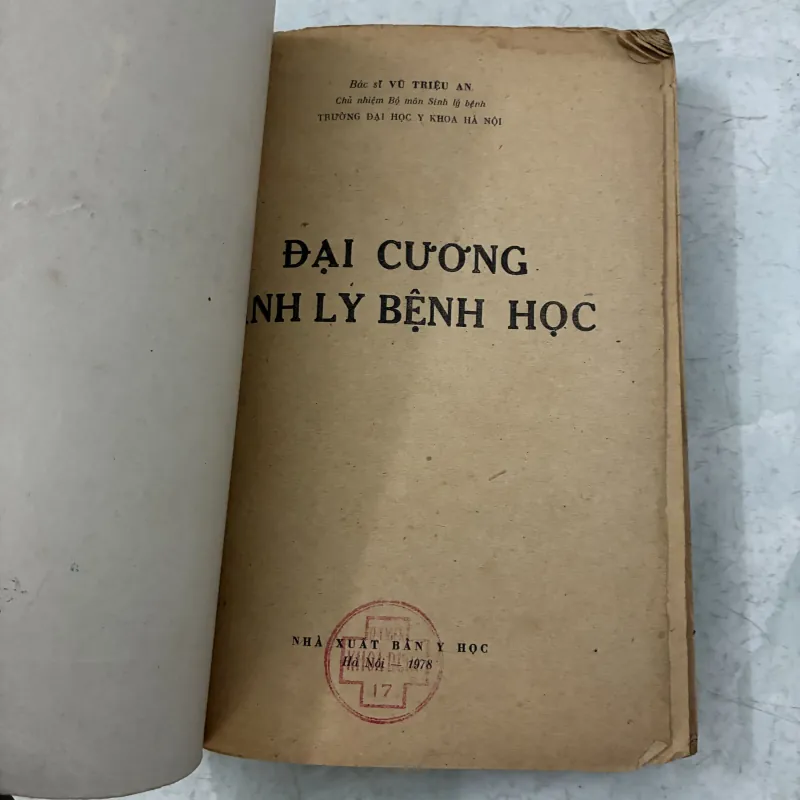 Bác sĩ VŨ TRIỆU AN
Chủ nhiệm Bộ môn Sinh lý bệnh
TRƯỜNG ĐẠI HỌC Y KHOA HÀ NỘI
ĐẠI CƯƠNG
NH LÝ BỆNH HỌC
NHÀ XUẤT BẢN Y HỌC
Hà Nội — 1978
17